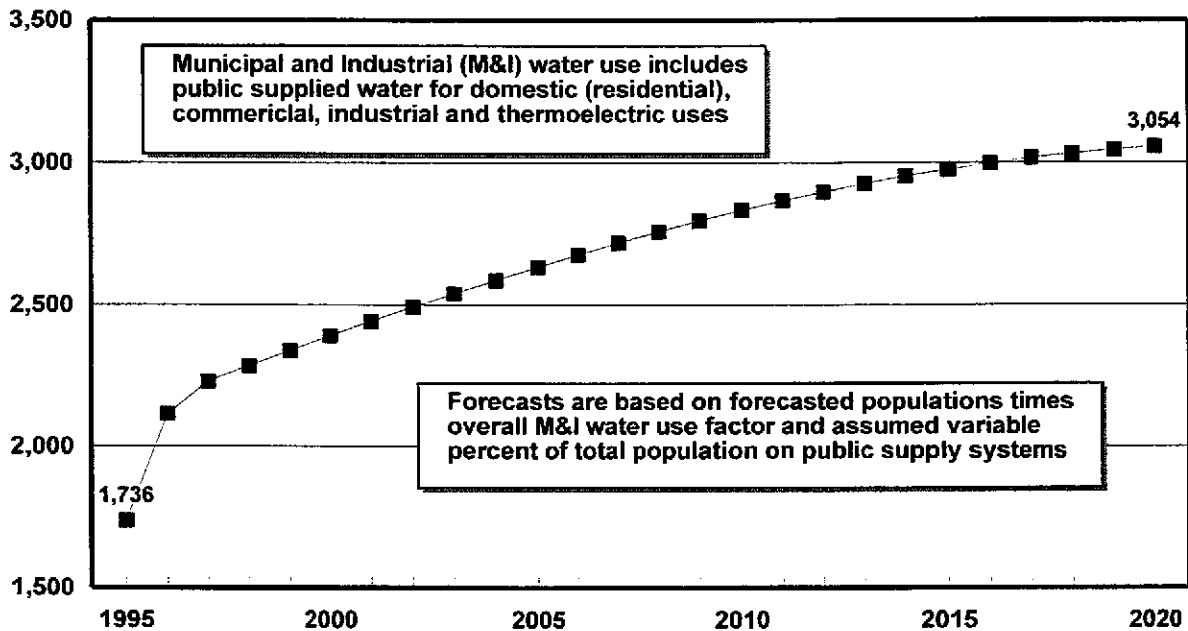 3,500
Municipal and Industrial (M&I) water use includes
public supplied water for domestic (residential),
commericlal, industrial and thermoelectric uses
3,054
3,000
2,500
Forecasts are based on forecasted populations times
overall M&I water use factor and assumed variable
percent of total population on public supply systems
2,000
1,736
1,500
1995 2000 2005 2010 2015 2020